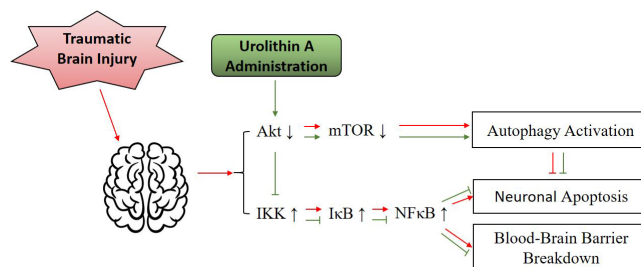 Traumatic
Brain Injury
Urolithin A
Administration
Akt ↓ mTOR ↓
Autophagy Activation
Neuronal Apoptosis
IKK ↑ IκB ↑ NFκB ↑
Blood-Brain Barrier
Breakdown